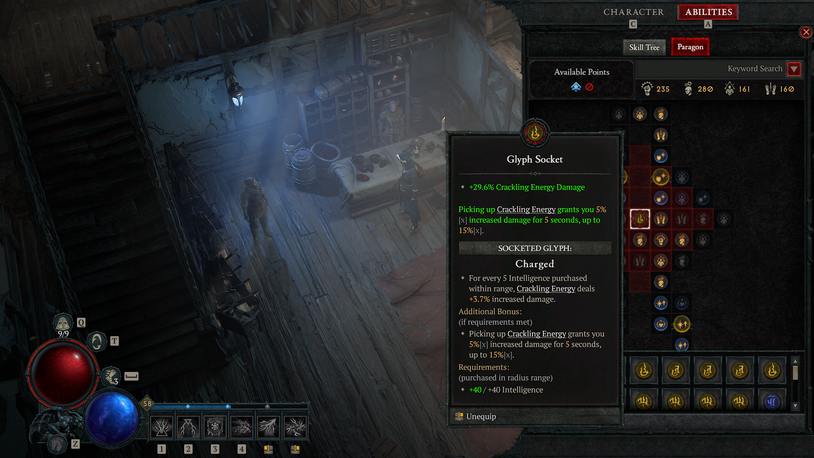 CHARACTER
ABILITIES
C
A
Skill Tree
Paragon
Available Points
Keyword Search
235
280
161
160
Glyph Socket
+29.6% Crackling Energy Damage
Picking up Crackling Energy grants you 5%
[x] increased damage for 5 seconds, up to
15%[x].
SOCKETED GLYPH:
Charged
For every 5 Intelligence purchased
within range, Crackling Energy deals
+3.7% increased damage.
Additional Bonus:
(if requirements met)
Picking up Crackling Energy grants you
5%[x] increased damage for 5 seconds,
up to 15%[x].
Requirements:
(purchased in radius range)
+40 / +40 Intelligence
Unequip
Q
9/9
T
3
58
Z
1
2
3
4